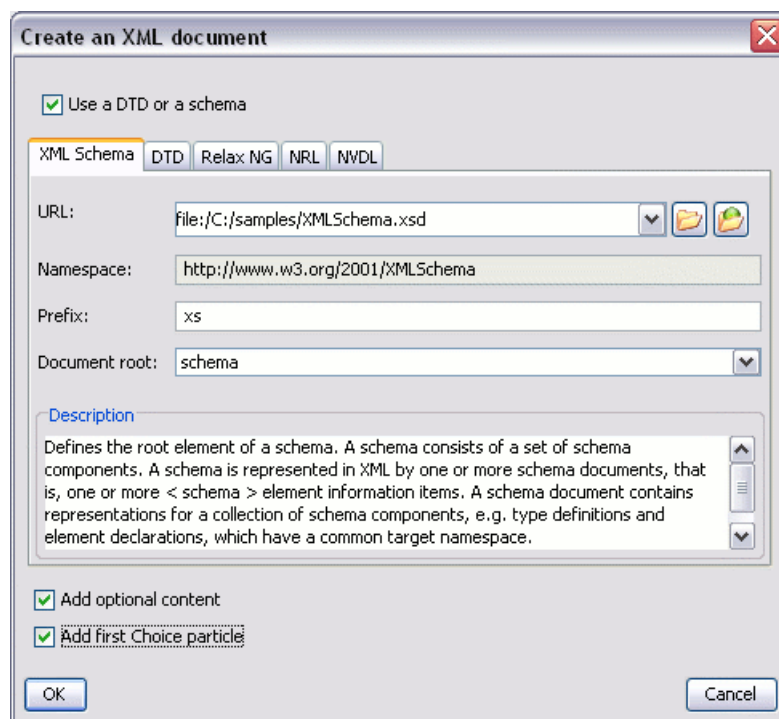 Create an XML document
Use a DTD or a schema
XML Schema DTD Relax NG NRL NVDL
URL: file:/C:/samples/XMLSchema.xsd
Namespace: http://www.w3.org/2001/XMLSchema
Prefix: xs
Document root: schema
Description
Defines the root element of a schema. A schema consists of a set of schema
components. A schema is represented in XML by one or more schema documents, that
is, one or more < schema > element information items. A schema document contains
representations for a collection of schema components, e.g. type definitions and
element declarations, which have a common target namespace.
Add optional content
Add first Choice particle
OK Cancel